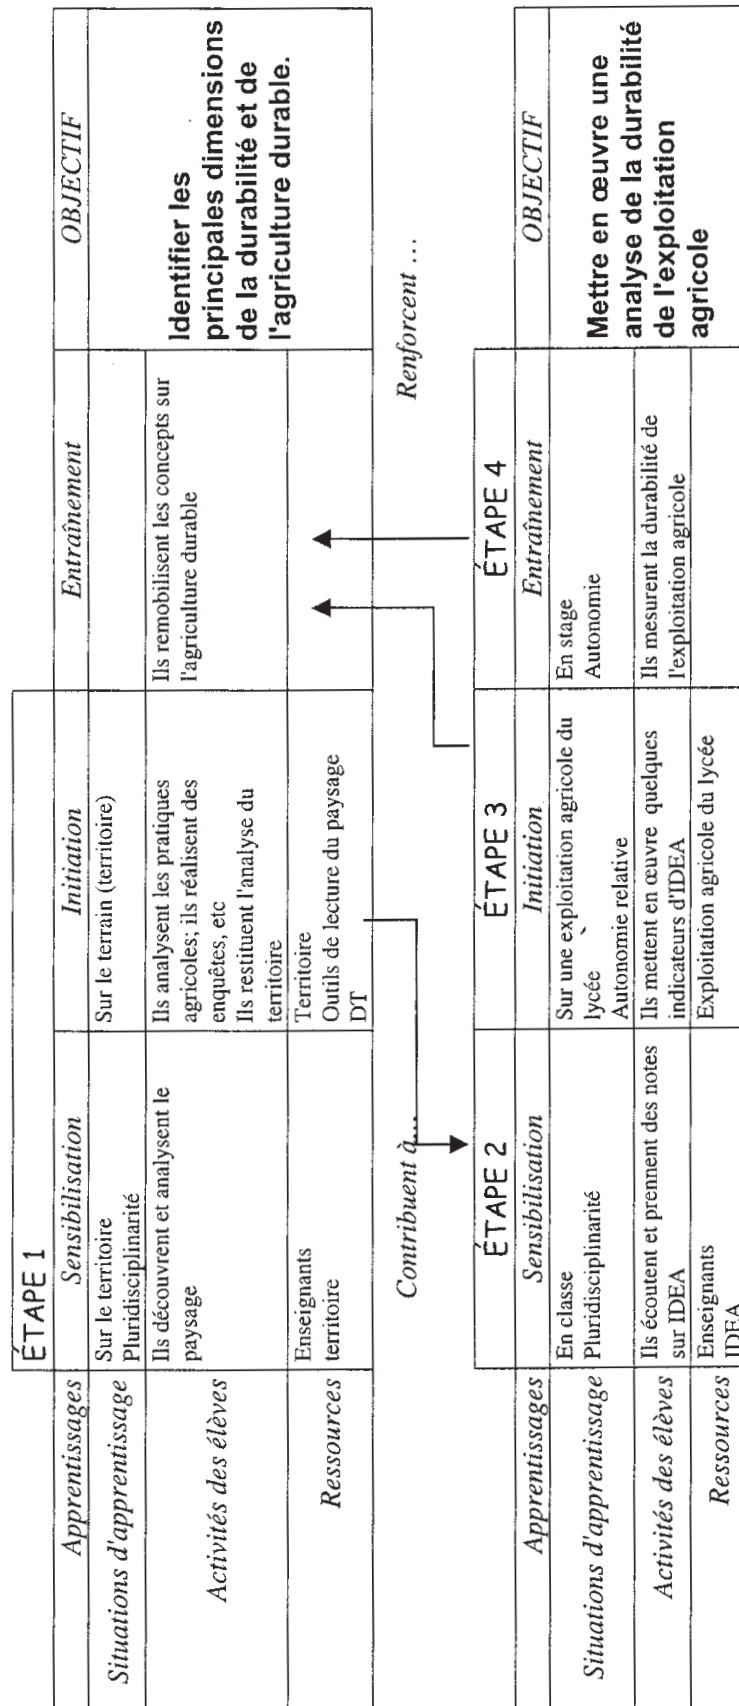 ÉTAPE 1
Apprentissages
Sensibilisation
Initiation
Entraînement
OBJECTIF
Situations d'apprentissage
Sur le territoire
Pluridisciplinarité
Sur le terrain (territoire)
Activités des élèves
Ils découvrent et analysent le
paysage
Ils analysent les pratiques
agricoles; ils réalisent des
enquêtes, etc
Ils restituent l'analyse du
territoire
Ils remobilisent les concepts sur
l'agriculture durable
Identifier les
principales dimensions
de la durabilité et de
l'agriculture durable.
Ressources
Enseignants
territoire
Territoire
Outils de lecture du paysage
DT
Contribuent à...
Renforcent ...
ÉTAPE 2
ÉTAPE 3
ÉTAPE 4
Apprentissages
Sensibilisation
Initiation
Entraînement
OBJECTIF
Situations d'apprentissage
En classe
Pluridisciplinarité
Sur une exploitation agricole du
lycée
Autonomie relative
En stage
Autonomie
Mettre en œuvre une
analyse de la durabilité
de l'exploitation
agricole
Activités des élèves
Ils écoutent et prennent des notes
sur IDEA
Ils mettent en œuvre quelques
indicateurs d'IDEA
Ils mesurent la durabilité de
l'exploitation agricole
Ressources
Enseignants
IDEA
Exploitation agricole du lycée